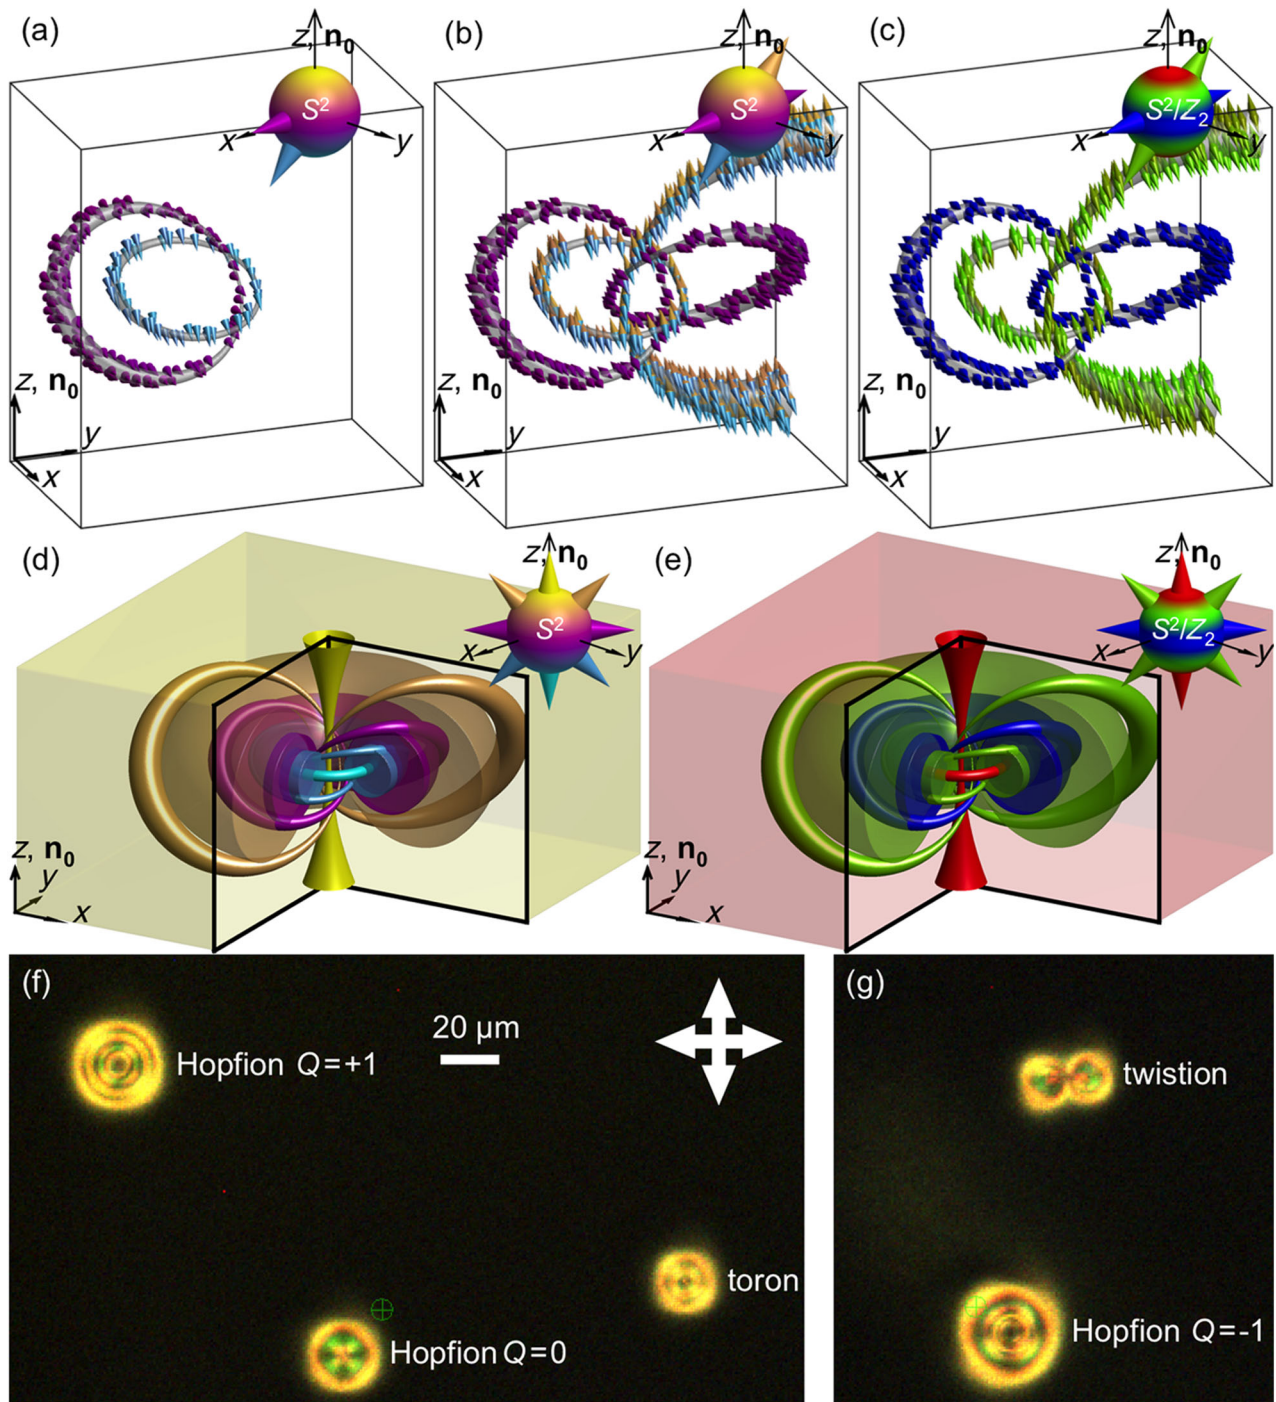 (a)
z, n₀
S²
x
y
z, n₀
y
x
(b)
z, n₀
S²
x
y
z, n₀
y
x
(c)
z, n₀
S²/Z₂
x
y
z, n₀
y
x
(d)
z, n₀
S²
x
y
z, n₀
y
x
(e)
z, n₀
S²/Z₂
x
y
z, n₀
y
x
(f)
20 μm
Hopfion Q=+1
toron
Hopfion Q=0
(g)
twistion
Hopfion Q=-1